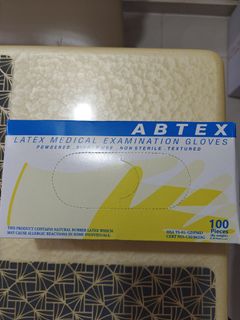 ABTEX
LATEX MEDICAL EXAMINATION GLOVES
POWDERED · NON STERILE · TEXTURED
100
Pieces
THIS PRODUCT CONTAINS NATURAL RUBBER LATEX WHICH
MAY CAUSE ALLERGIC REACTIONS IN SOME INDIVIDUALS.